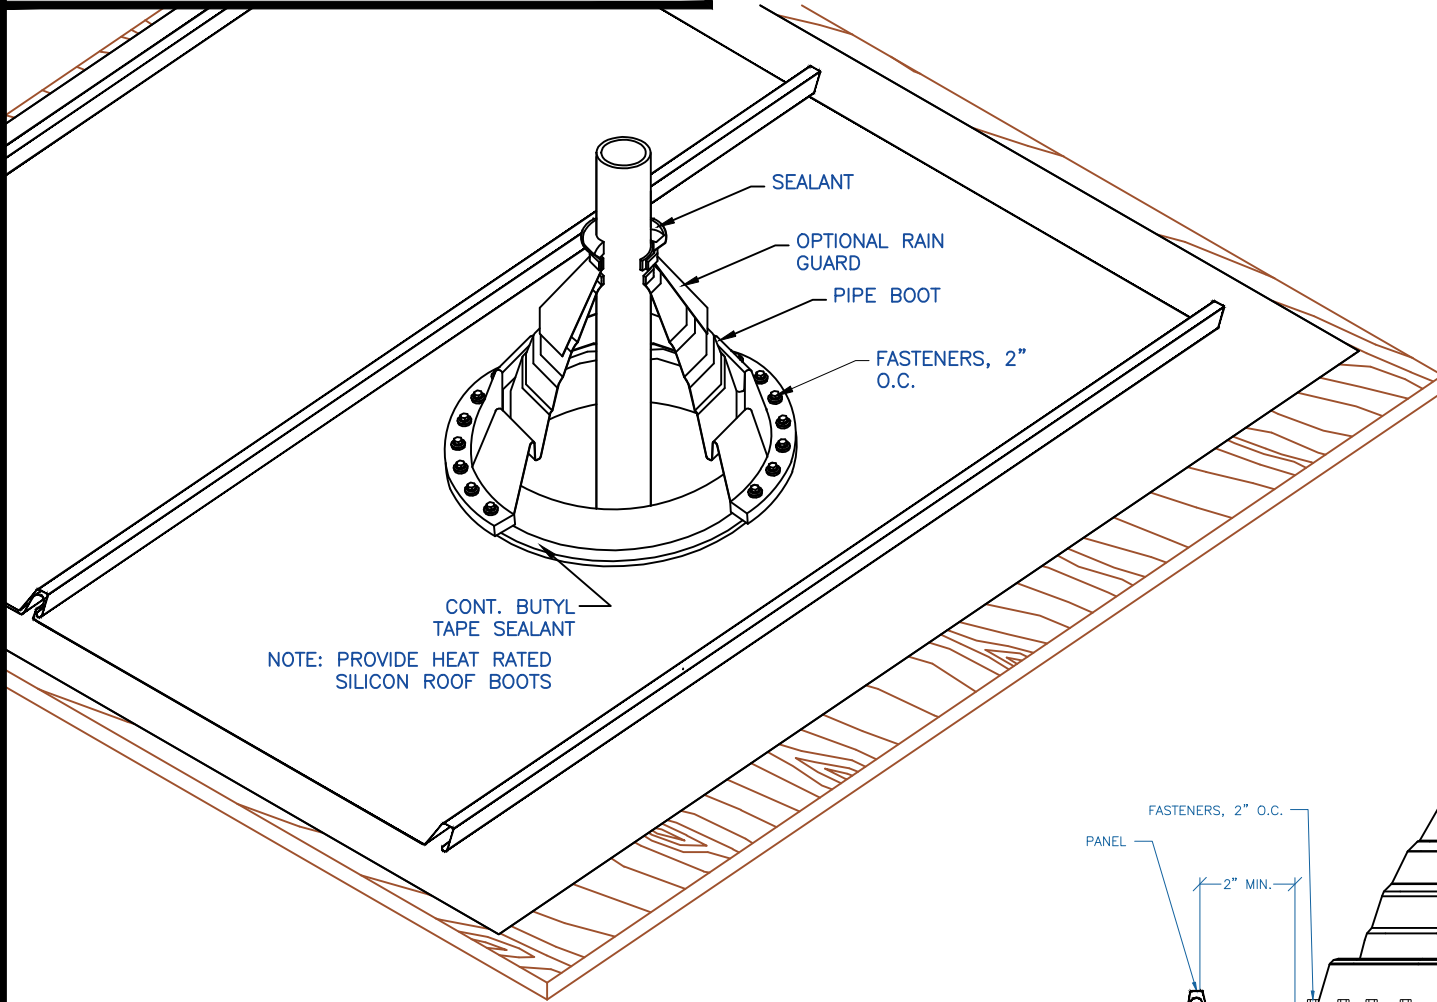 SEALANT
OPTIONAL RAIN
GUARD
PIPE BOOT
FASTENERS, 2”
O.C.
CONT. BUTYL
TAPE SEALANT
NOTE: PROVIDE HEAT RATED
SILICON ROOF BOOTS
FASTENERS, 2” O.C.
PANEL
2” MIN.